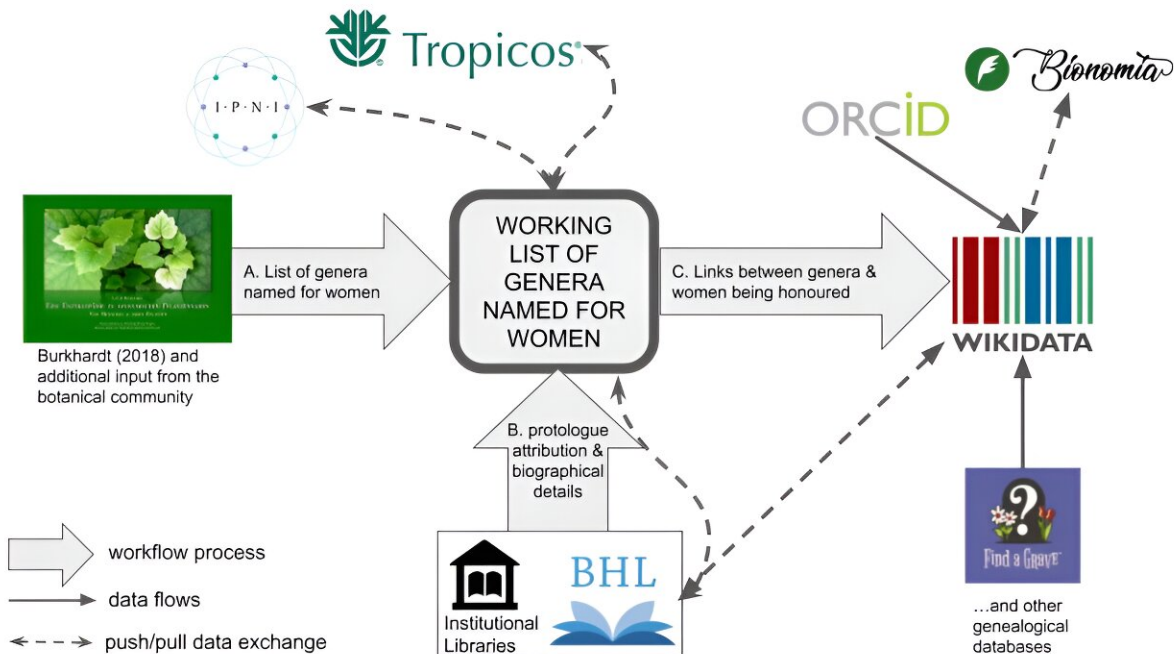 Tropicos
I·P·N·I
Bionomia
ORCiD
WORKING
LIST OF
GENERA
NAMED FOR
WOMEN
A. List of genera
named for women
C. Links between genera &
women being honoured
WIKIDATA
Burkhardt (2018) and
additional input from the
botanical community
B. protologue
attribution &
biographical
details
Institutional
Libraries
BHL
?
Find a Grave
...and other
genealogical
databases
workflow process
data flows
push/pull data exchange